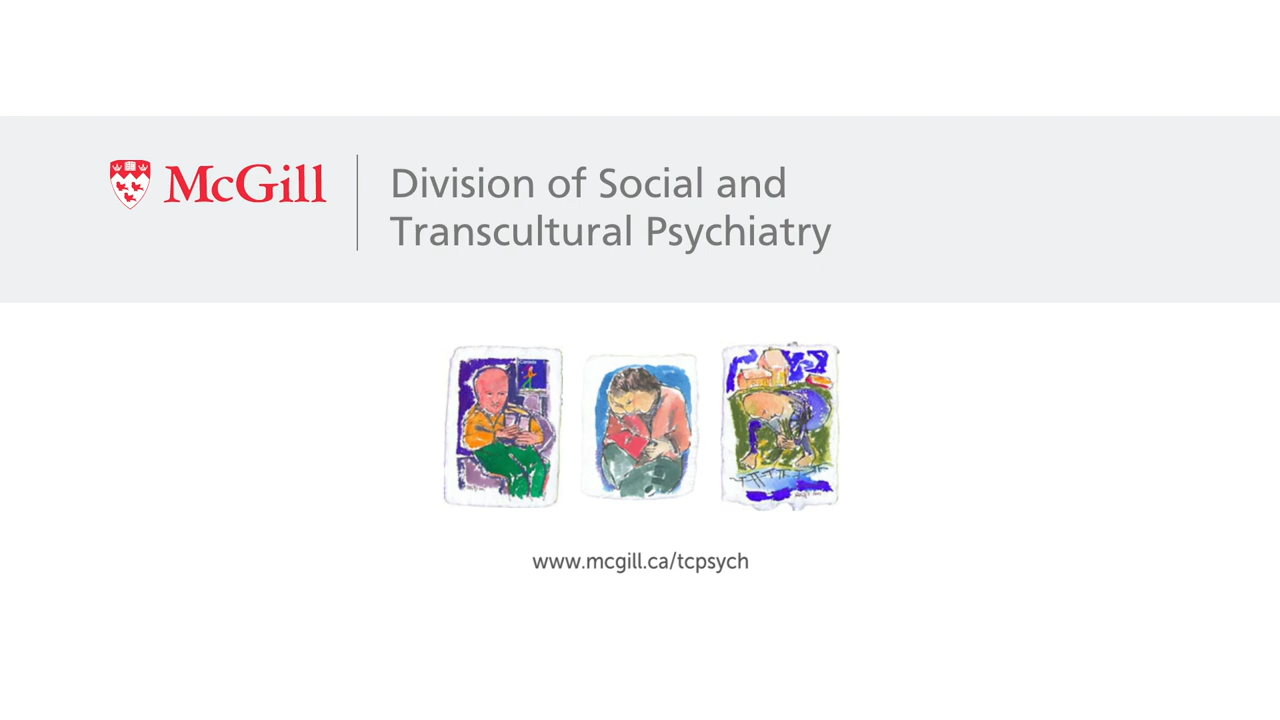 McGill
Division of Social and
Transcultural Psychiatry
www.mcgill.ca/tcpsych